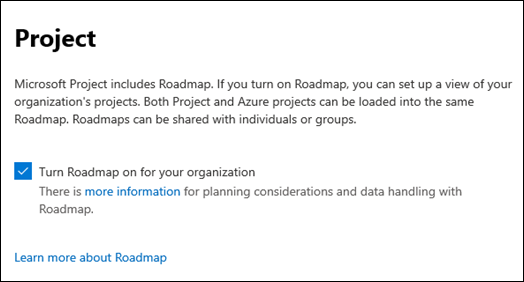 Project
Microsoft Project includes Roadmap. If you turn on Roadmap, you can set up a view of your
organization's projects. Both Project and Azure projects can be loaded into the same
Roadmap. Roadmaps can be shared with individuals or groups.
Turn Roadmap on for your organization
There is more information for planning considerations and data handling with
Roadmap.
Learn more about Roadmap